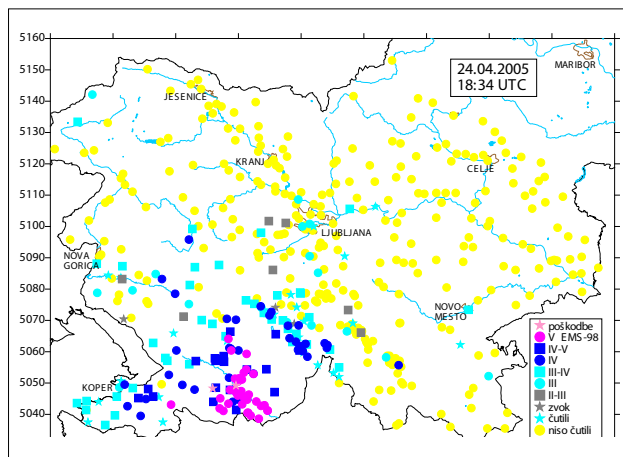 5160
5150
5140
5130
5120
5110
5100
5090
5080
5070
5060
5050
5040
24.04.2005
18:34 UTC
MARIBOR
JESENICE
KRANJ
CELJE
LJUBLJANA
NOVA
GORICA
NOVO
MESTO
KOPER
poškodbe
V EMS-98
IV-V
IV
III-IV
III
II-III
zvok
čutili
niso čutili